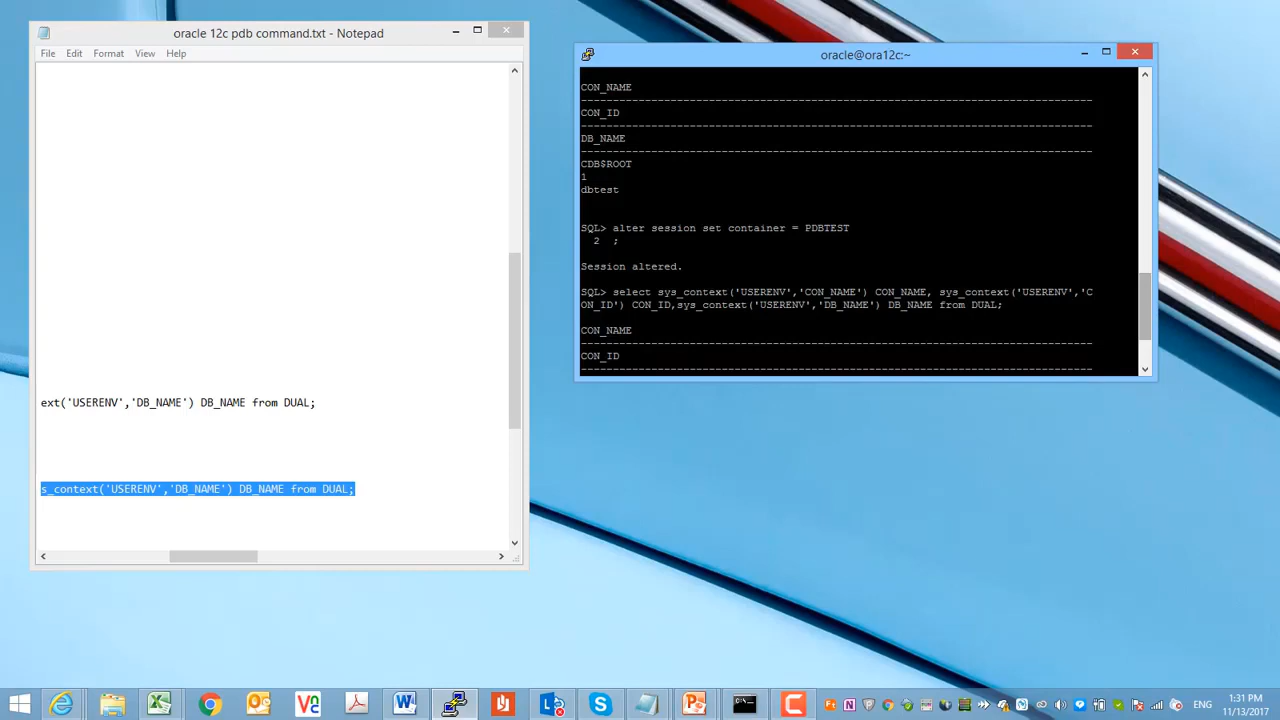 oracle 12c pdb command.txt - Notepad
File Edit Format View Help
ext('USERENV','DB_NAME') DB_NAME from DUAL;
s_context('USERENV','DB_NAME') DB_NAME from DUAL;
oracle@ora12c:~
CON_NAME
--------------------------------------------------------------------------------
CON_ID
--------------------------------------------------------------------------------
DB_NAME
--------------------------------------------------------------------------------
CDB$ROOT
1
dbtest
SQL> alter session set container = PDBTEST
2 ;
Session altered.
SQL> select sys_context('USERENV','CON_NAME') CON_NAME, sys_context('USERENV','C
ON_ID') CON_ID,sys_context('USERENV','DB_NAME') DB_NAME from DUAL;
CON_NAME
--------------------------------------------------------------------------------
CON_ID
--------------------------------------------------------------------------------
ENG
1:31 PM
11/13/2017